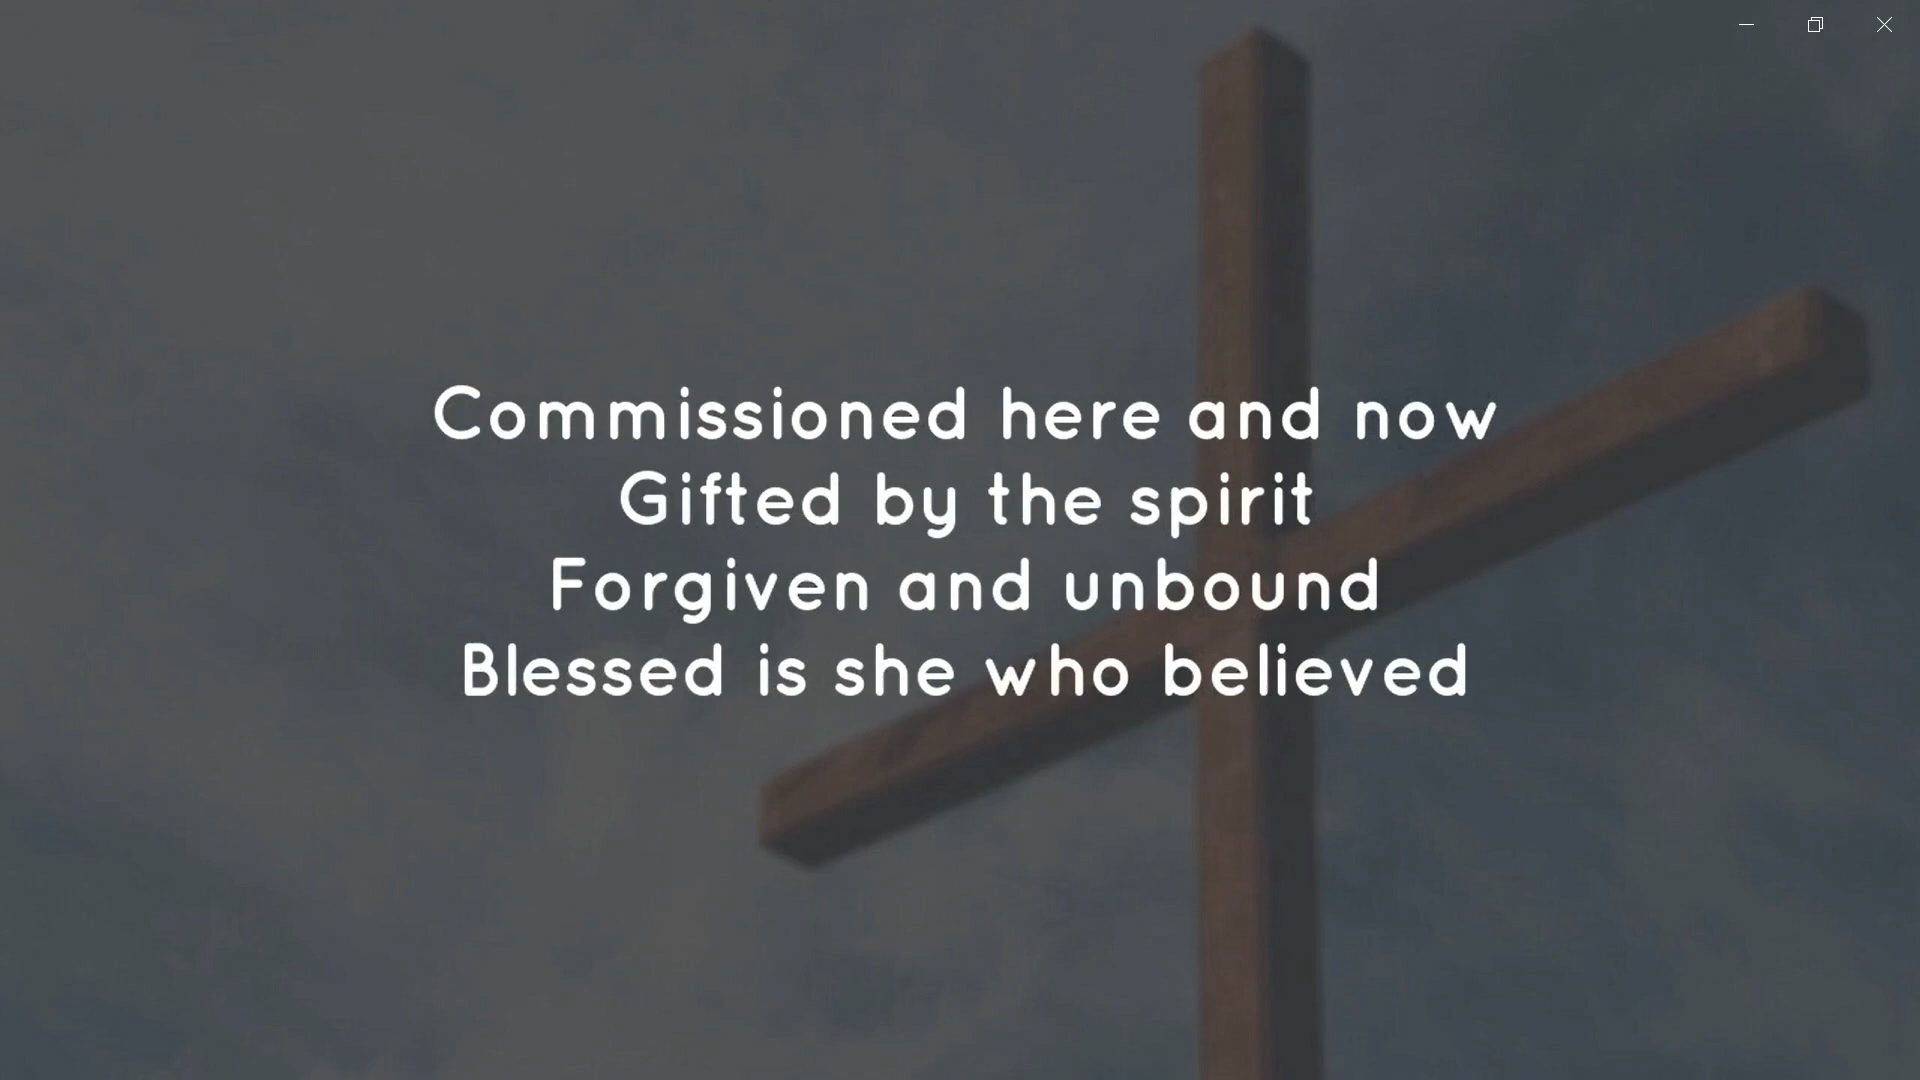 Commissioned here and now
Gifted by the spirit
Forgiven and unbound
Blessed is she who believed